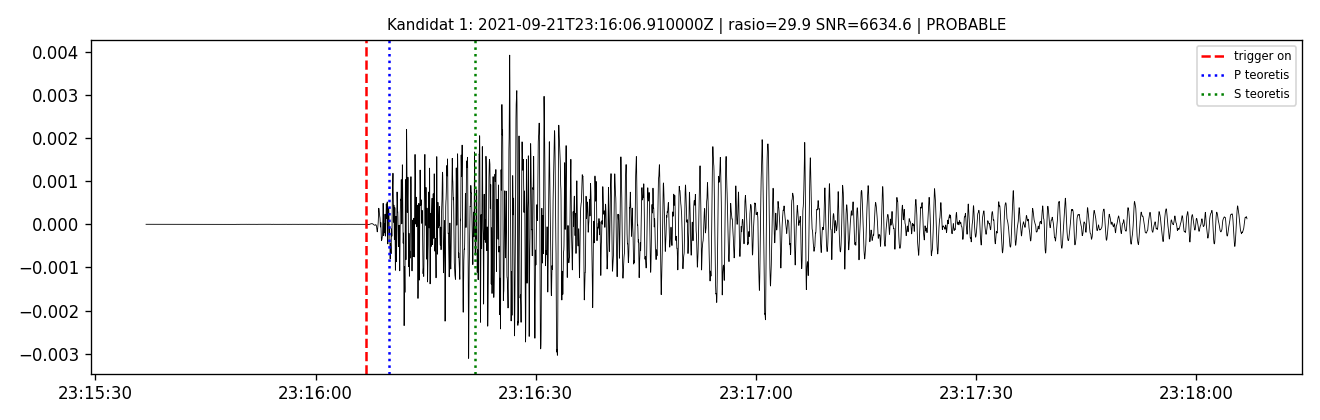 Kandidat 1: 2021-09-21T23:16:06.910000Z | rasio=29.9 SNR=6634.6 | PROBABLE
trigger on
P teoretis
S teoretis
0.004
0.003
0.002
0.001
0.000
−0.001
−0.002
−0.003
23:15:30 23:16:00 23:16:30 23:17:00 23:17:30 23:18:00